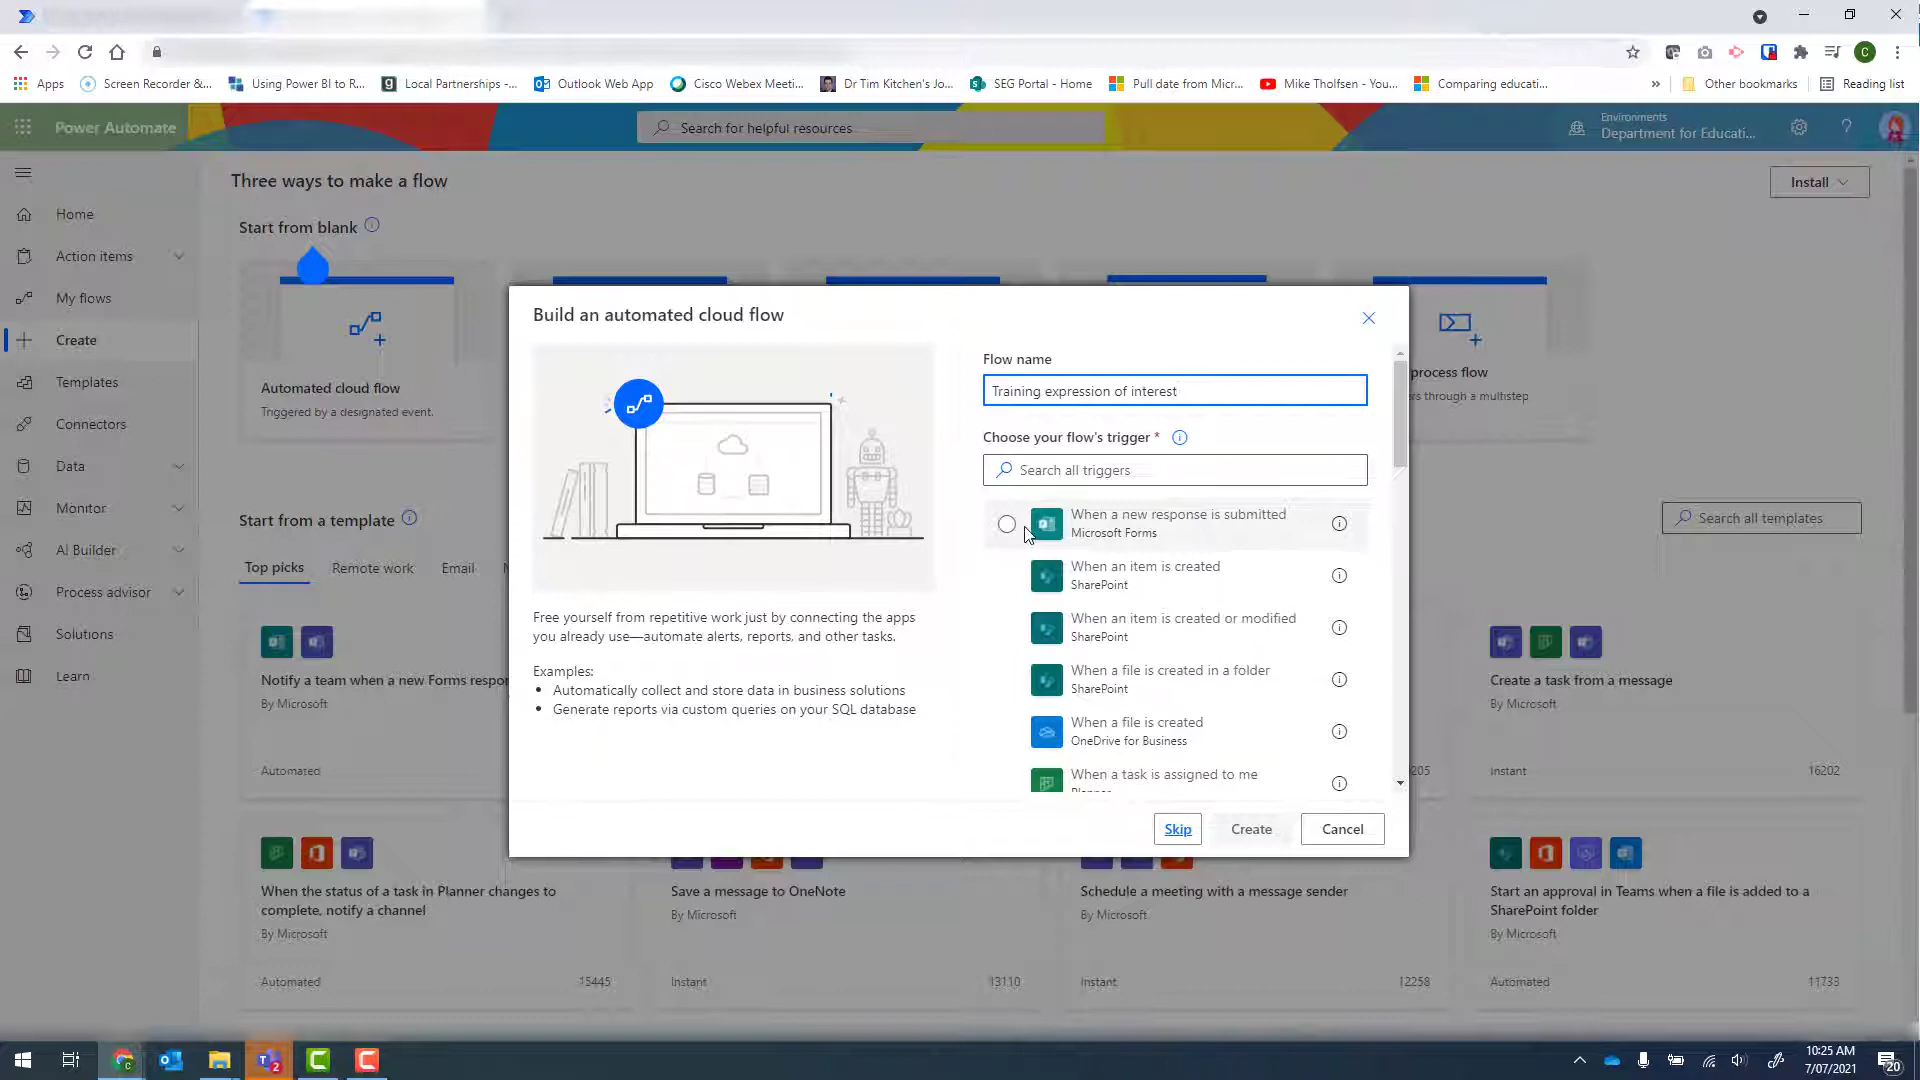 Apps
Screen Recorder &...
Using Power BI to R...
Local Partnerships -...
Outlook Web App
Cisco Webex Meeti...
Dr Tim Kitchen's Jo...
SEG Portal - Home
Pull date from Micr...
Mike Tholfsen - You...
Comparing educati...
»
Other bookmarks
Reading list
Power Automate
Search for helpful resources
Environments
Department for Educati...
Three ways to make a flow
Install
Start from blank
Home
Action items
My flows
Create
Templates
Connectors
Data
Monitor
AI Builder
Process advisor
Solutions
Learn
Automated cloud flow
Triggered by a designated event.
process flow
rs through a multistep
Build an automated cloud flow
Free yourself from repetitive work just by connecting the apps
you already use—automate alerts, reports, and other tasks.
Examples:
• Automatically collect and store data in business solutions
• Generate reports via custom queries on your SQL database
Flow name
Training expression of interest
Choose your flow's trigger *
Search all triggers
When a new response is submitted
Microsoft Forms
When an item is created
SharePoint
When an item is created or modified
SharePoint
When a file is created in a folder
SharePoint
When a file is created
OneDrive for Business
When a task is assigned to me
Planner
Skip
Create
Cancel
Start from a template
Search all templates
Top picks
Remote work
Email
Notify a team when a new Forms respor
By Microsoft
Automated
205
Create a task from a message
By Microsoft
Instant
16202
When the status of a task in Planner changes to
complete, notify a channel
By Microsoft
Automated
15445
Save a message to OneNote
By Microsoft
Instant
13110
Schedule a meeting with a message sender
By Microsoft
Instant
12258
Start an approval in Teams when a file is added to a
SharePoint folder
By Microsoft
Automated
11733
10:25 AM
7/07/2021
20